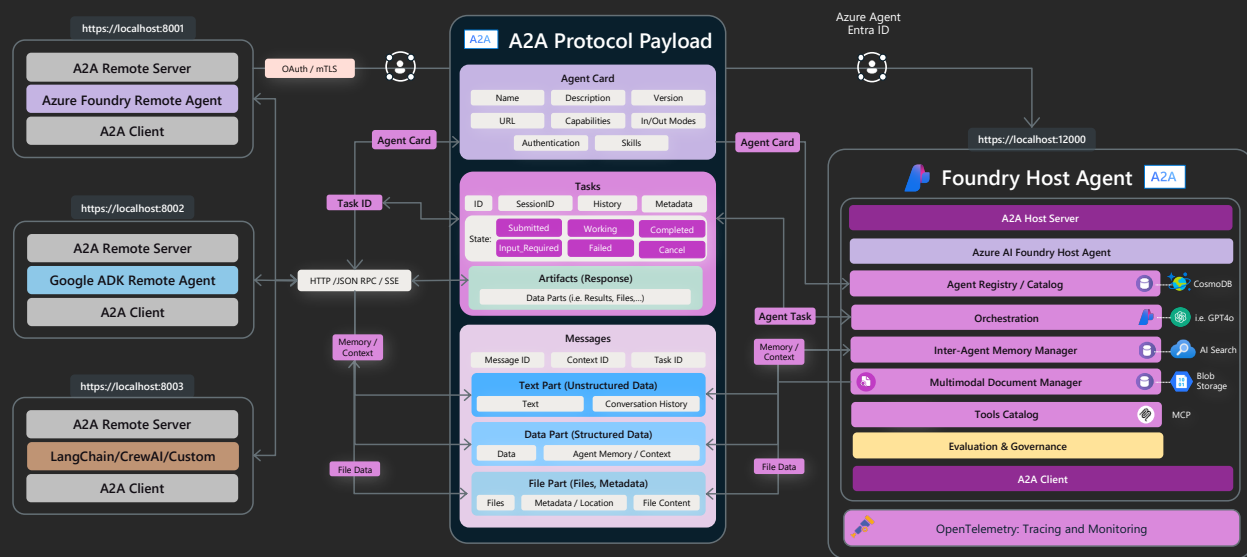 https://localhost:8001
A2A Remote Server
Azure Foundry Remote Agent
A2A Client
https://localhost:8002
A2A Remote Server
Google ADK Remote Agent
A2A Client
https://localhost:8003
A2A Remote Server
LangChain/CrewAI/Custom
A2A Client
OAuth / mTLS
Agent Card
Task ID
HTTP /JSON RPC / SSE
Memory /
Context
File Data
A2A
A2A Protocol Payload
Agent Card
Name
Description
Version
URL
Capabilities
In/Out Modes
Authentication
Skills
Tasks
ID
SessionID
History
Metadata
State:
Submitted
Working
Completed
Input_Required
Failed
Cancel
Artifacts (Response)
Data Parts (i.e. Results, Files,...)
Messages
Message ID
Context ID
Task ID
Text Part (Unstructured Data)
Text
Conversation History
Data Part (Structured Data)
Data
Agent Memory / Context
File Part (Files, Metadata)
Files
Metadata / Location
File Content
Azure Agent
Entra ID
Agent Card
Agent Task
Memory /
Context
File Data
https://localhost:12000
Foundry Host Agent
A2A
A2A Host Server
Azure AI Foundry Host Agent
Agent Registry / Catalog
CosmoDB
Orchestration
i.e. GPT4o
Inter-Agent Memory Manager
AI Search
Multimodal Document Manager
Blob
Storage
Tools Catalog
MCP
Evaluation & Governance
A2A Client
OpenTelemetry: Tracing and Monitoring